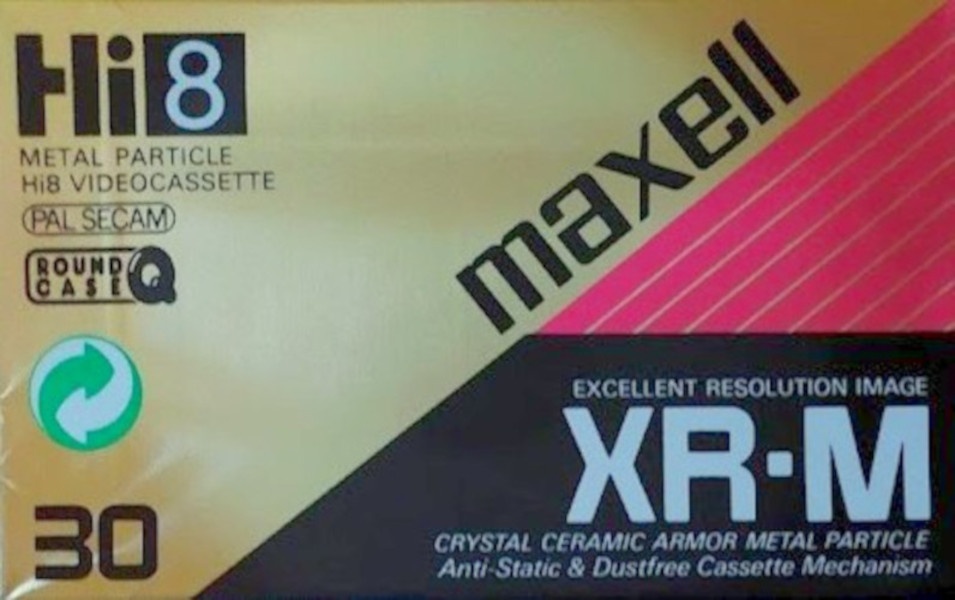 Hi8
METAL PARTICLE
Hi8 VIDEOCASSETTE
PAL SECAM
ROUND
CASE Q
30
maxell
EXCELLENT RESOLUTION IMAGE
XR·M
CRYSTAL CERAMIC ARMOR METAL PARTICLE
Anti-Static & Dustfree Cassette Mechanism